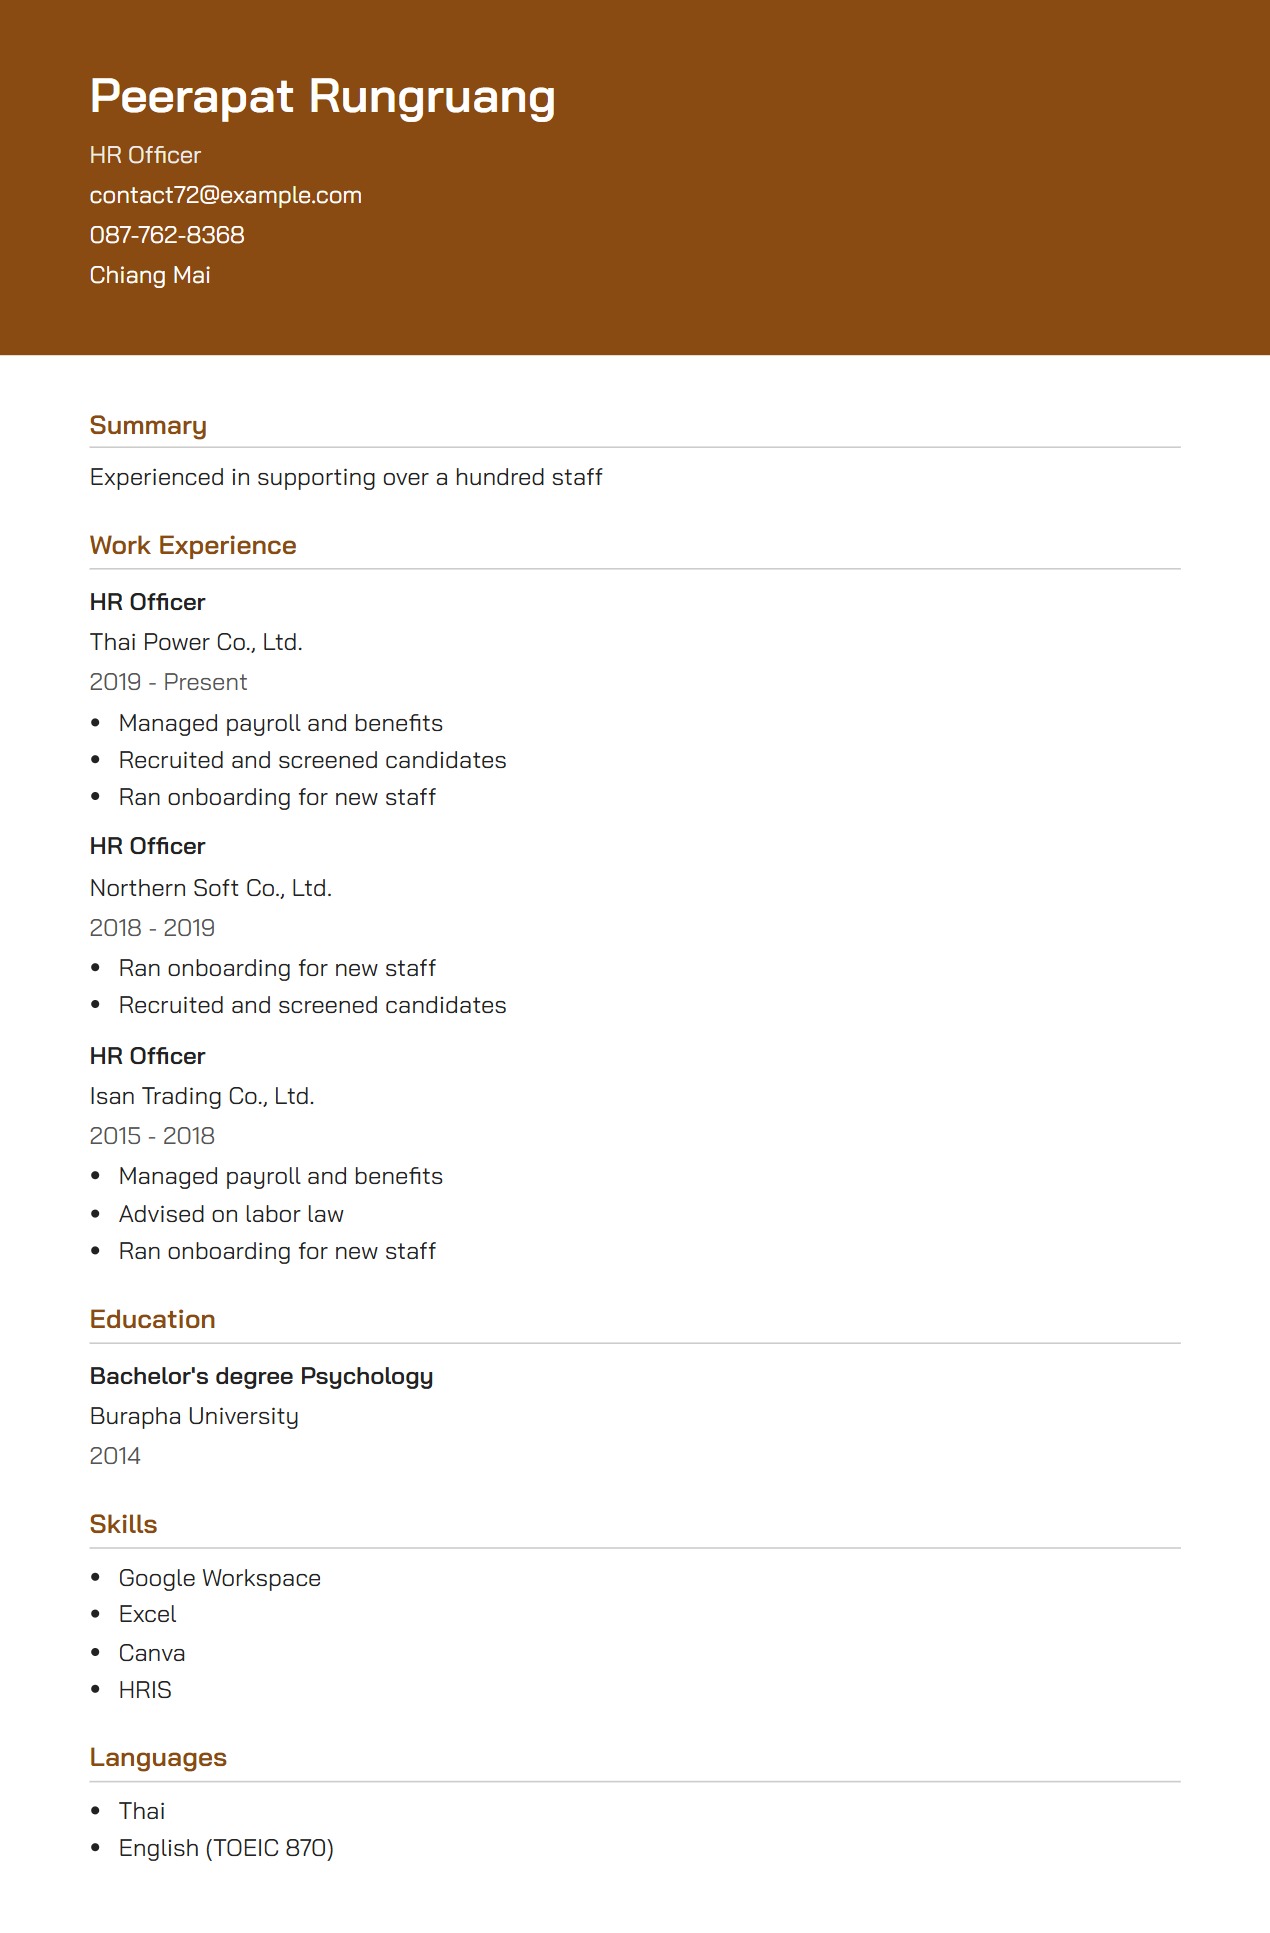 Peerapat Rungruang
HR Officer
contact72@example.com
087-762-8368
Chiang Mai
Summary
Experienced in supporting over a hundred staff
Work Experience
HR Officer
Thai Power Co., Ltd.
2019 - Present
• Managed payroll and benefits
• Recruited and screened candidates
• Ran onboarding for new staff
HR Officer
Northern Soft Co., Ltd.
2018 - 2019
• Ran onboarding for new staff
• Recruited and screened candidates
HR Officer
Isan Trading Co., Ltd.
2015 - 2018
• Managed payroll and benefits
• Advised on labor law
• Ran onboarding for new staff
Education
Bachelor's degree Psychology
Burapha University
2014
Skills
• Google Workspace
• Excel
• Canva
• HRIS
Languages
• Thai
• English (TOEIC 870)